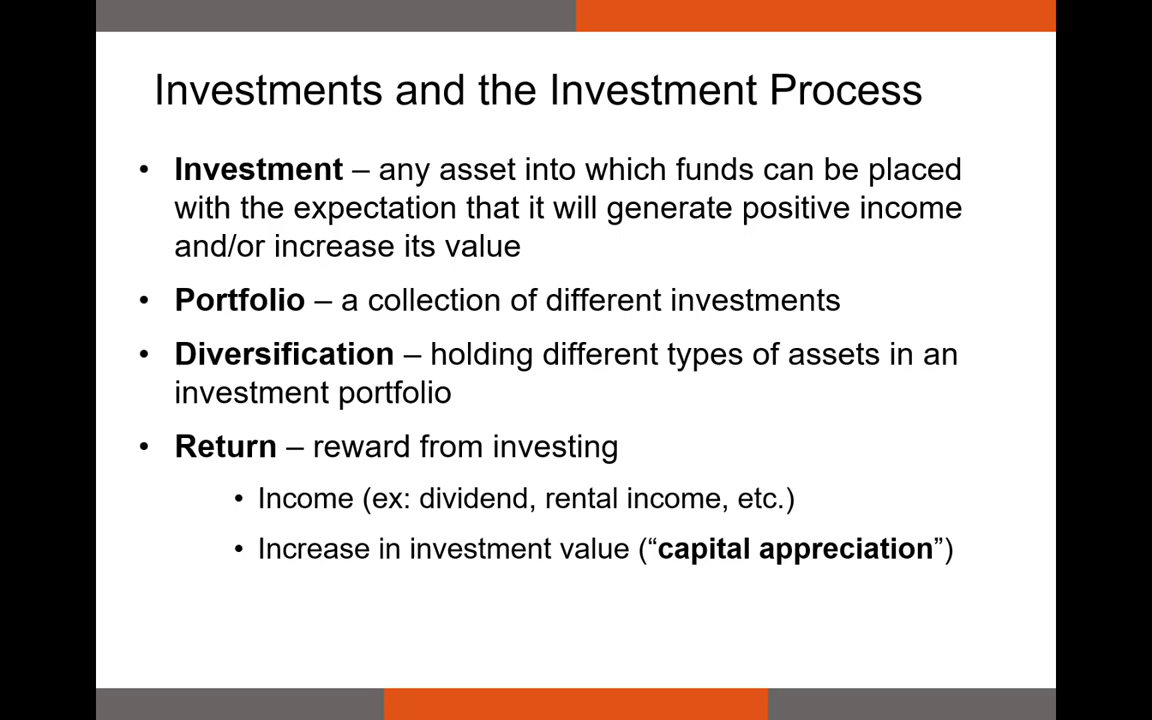 Investments and the Investment Process
• Investment – any asset into which funds can be placed
with the expectation that it will generate positive income
and/or increase its value
• Portfolio – a collection of different investments
• Diversification – holding different types of assets in an
investment portfolio
• Return – reward from investing
• Income (ex: dividend, rental income, etc.)
• Increase in investment value (“capital appreciation”)